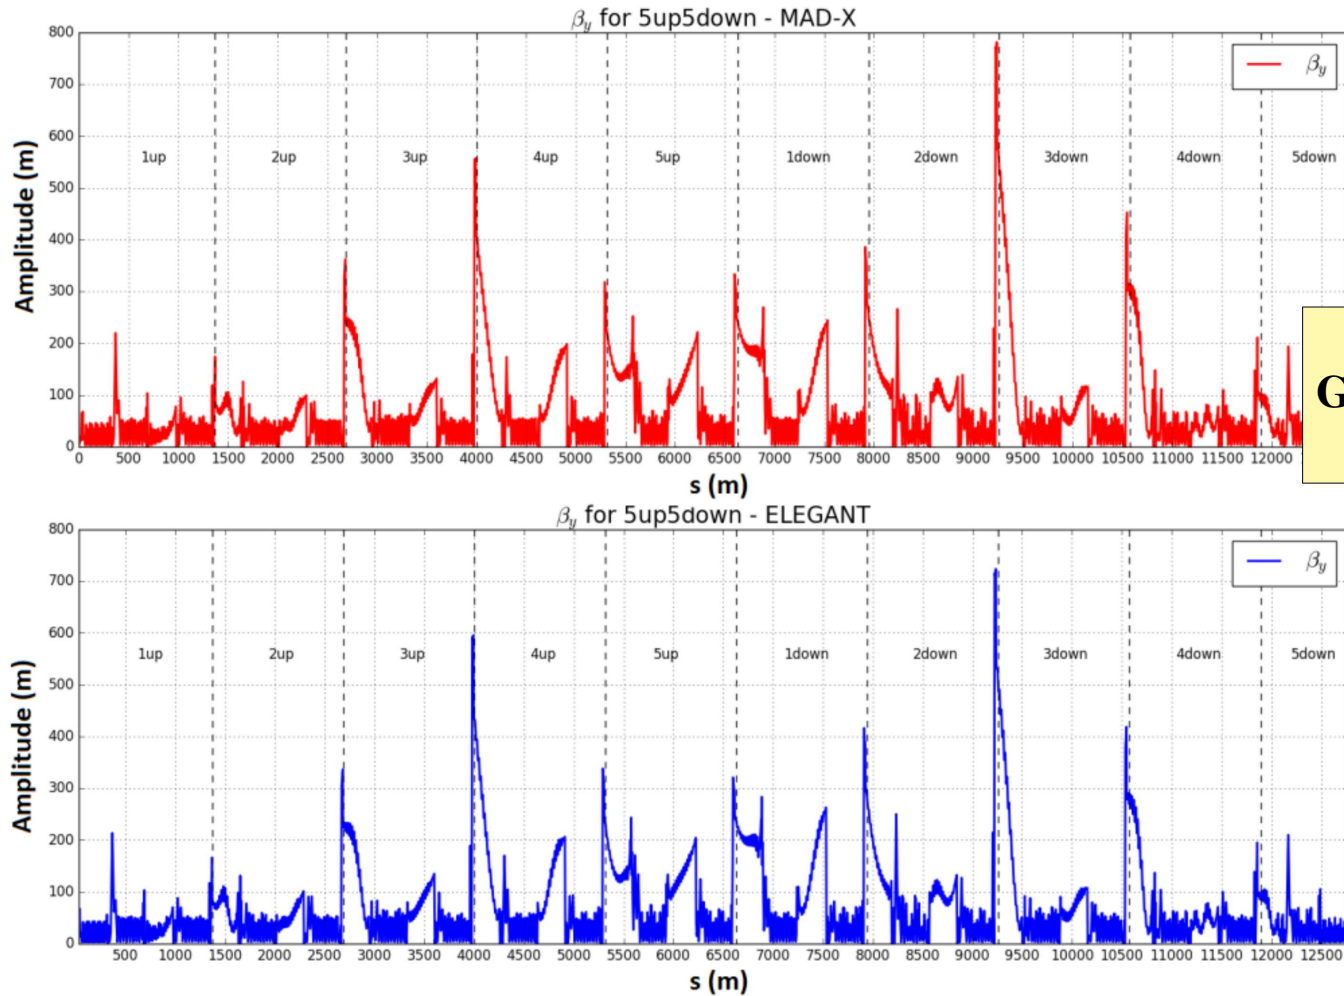 β_y for 5up5down - MAD-X
800
β_y
700
600
1up 2up 3up 4up 5up 1down 2down 3down 4down 5down
500
400
300
200
100
0
Amplitude (m)
0 500 1000 1500 2000 2500 3000 3500 4000 4500 5000 5500 6000 6500 7000 7500 8000 8500 9000 9500 10000 10500 11000 11500 12000
s (m)
G
β_y for 5up5down - ELEGANT
800
β_y
700
600
1up 2up 3up 4up 5up 1down 2down 3down 4down 5down
500
400
300
200
100
0
Amplitude (m)
500 1000 1500 2000 2500 3000 3500 4000 4500 5000 5500 6000 6500 7000 7500 8000 8500 9000 9500 10000 10500 11000 11500 12000 12500
s (m)